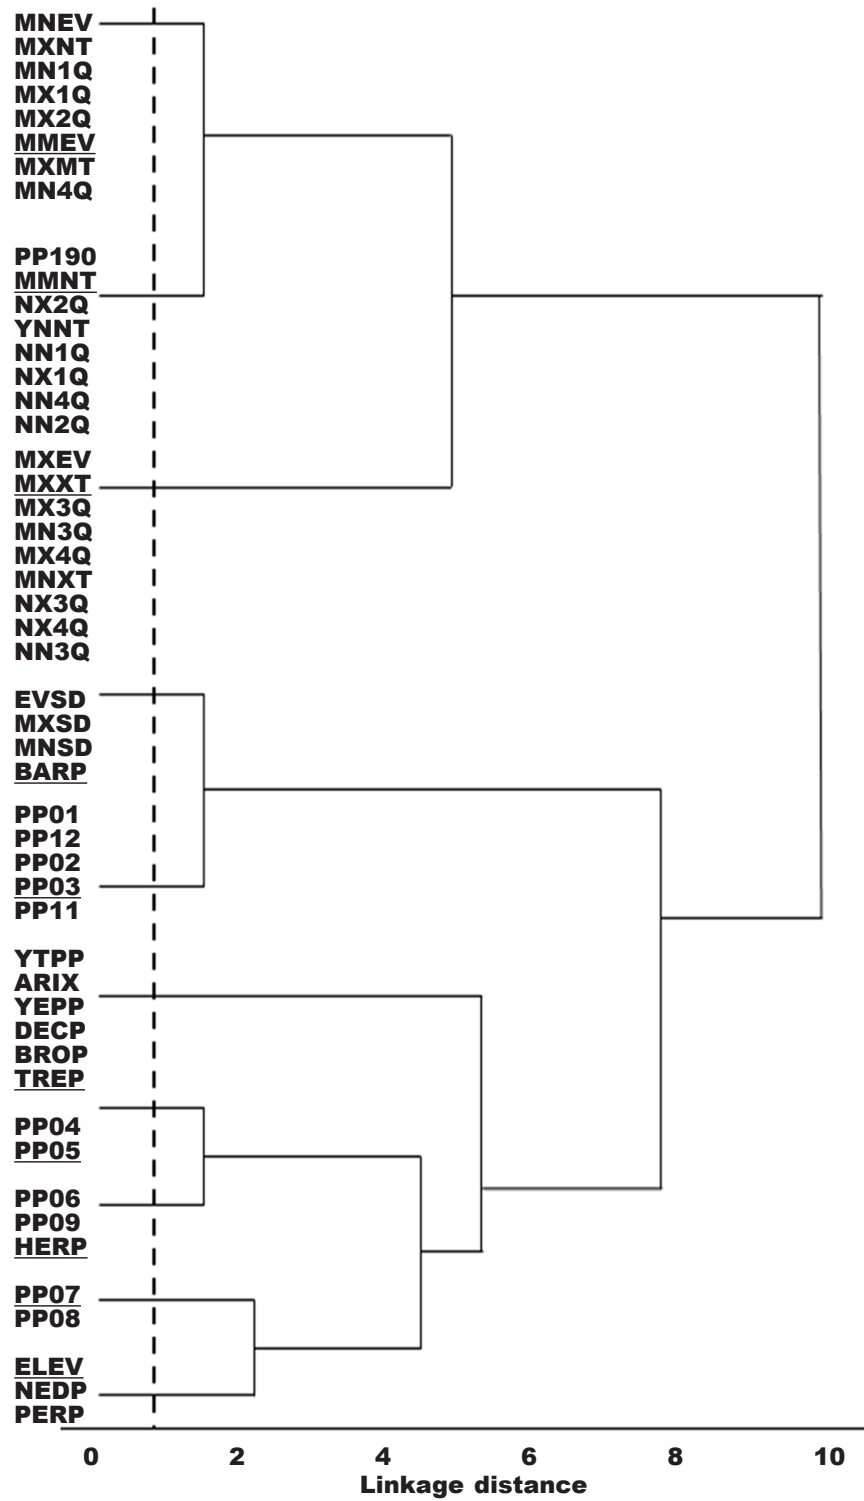 MNEV
MXNT
MN1Q
MX1Q
MX2Q
MMEV
MXMT
MN4Q
PP190
MMNT
NX2Q
YNNT
NN1Q
NX1Q
NN4Q
NN2Q
MXEV
MXXT
MX3Q
MN3Q
MX4Q
MNXT
NX3Q
NX4Q
NN3Q
EVSD
MXSD
MNSD
BARP
PP01
PP12
PP02
PP03
PP11
YTPP
ARIX
YEPP
DECP
BROP
TREP
PP04
PP05
PP06
PP09
HERP
PP07
PP08
ELEV
NEDP
PERP
0 2 4 6 8 10
Linkage distance